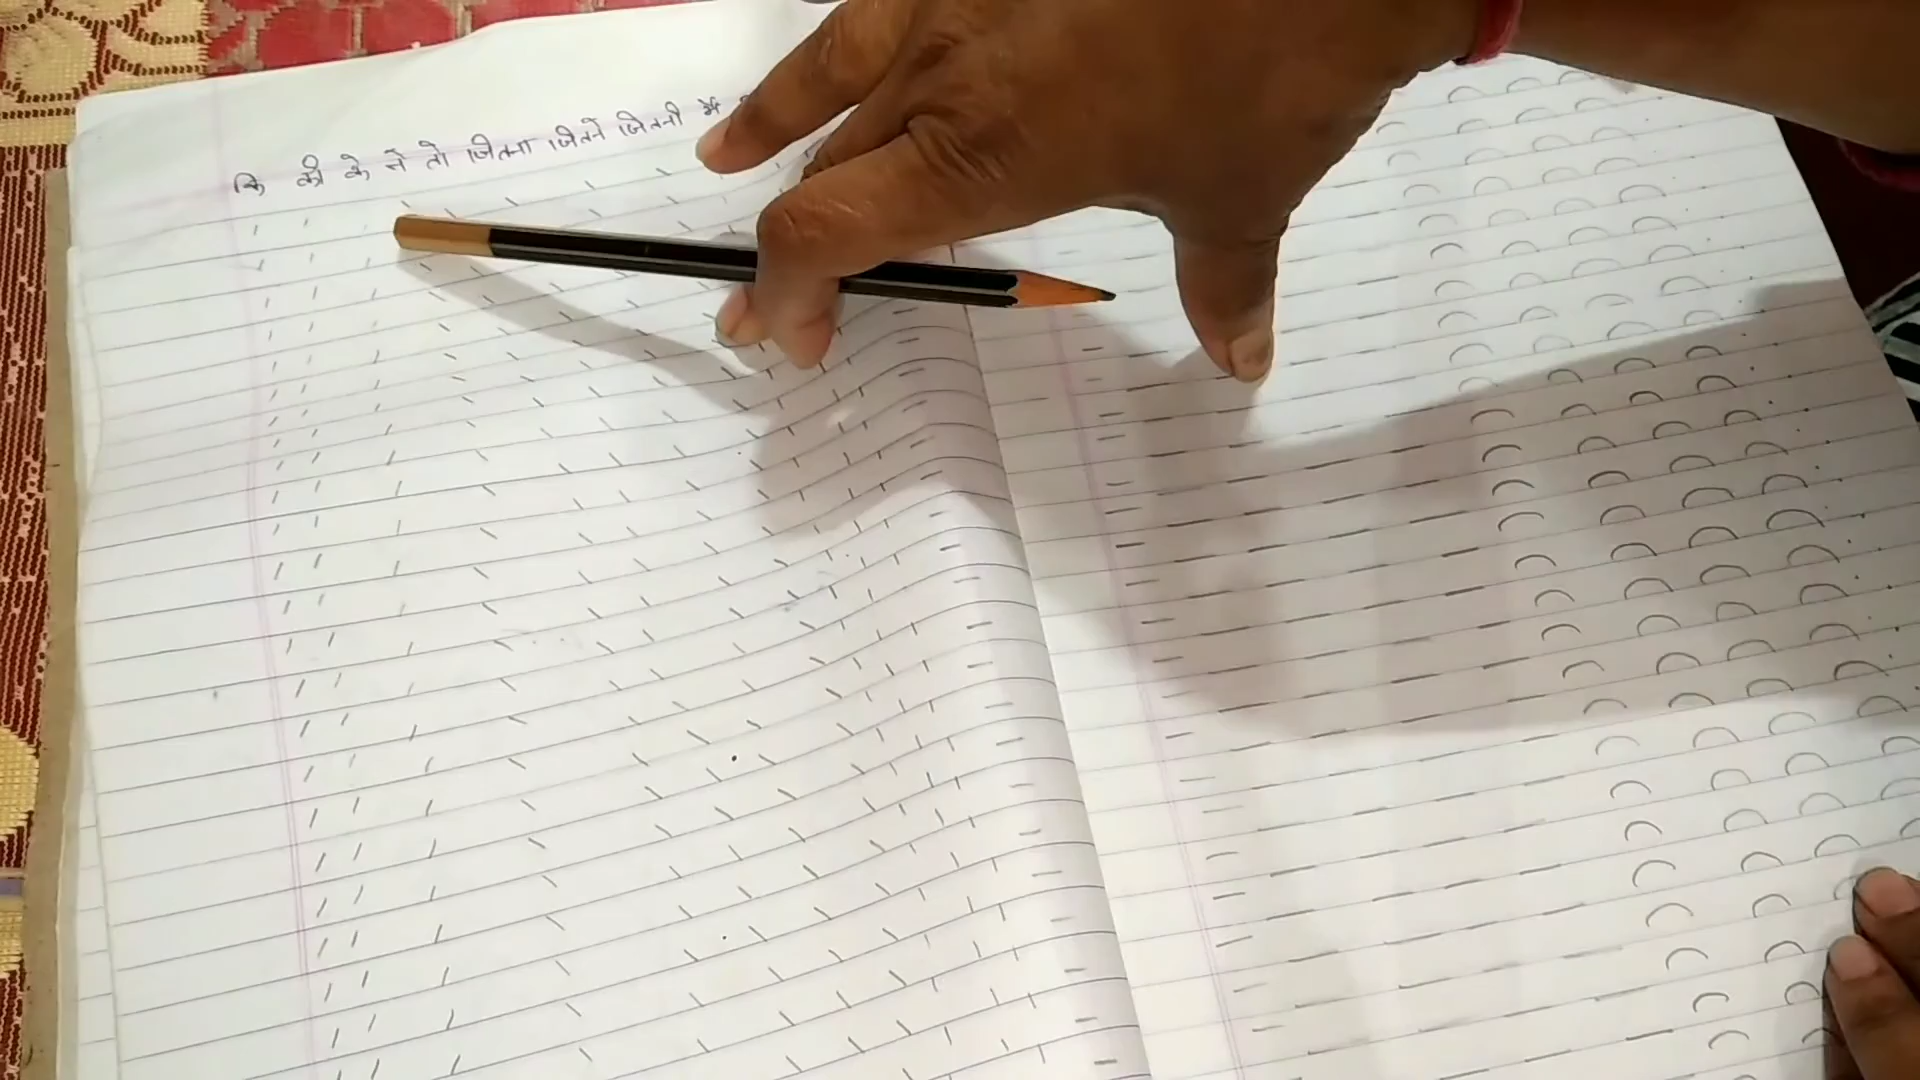 कि की के ने तो जितना जितने जितनी में